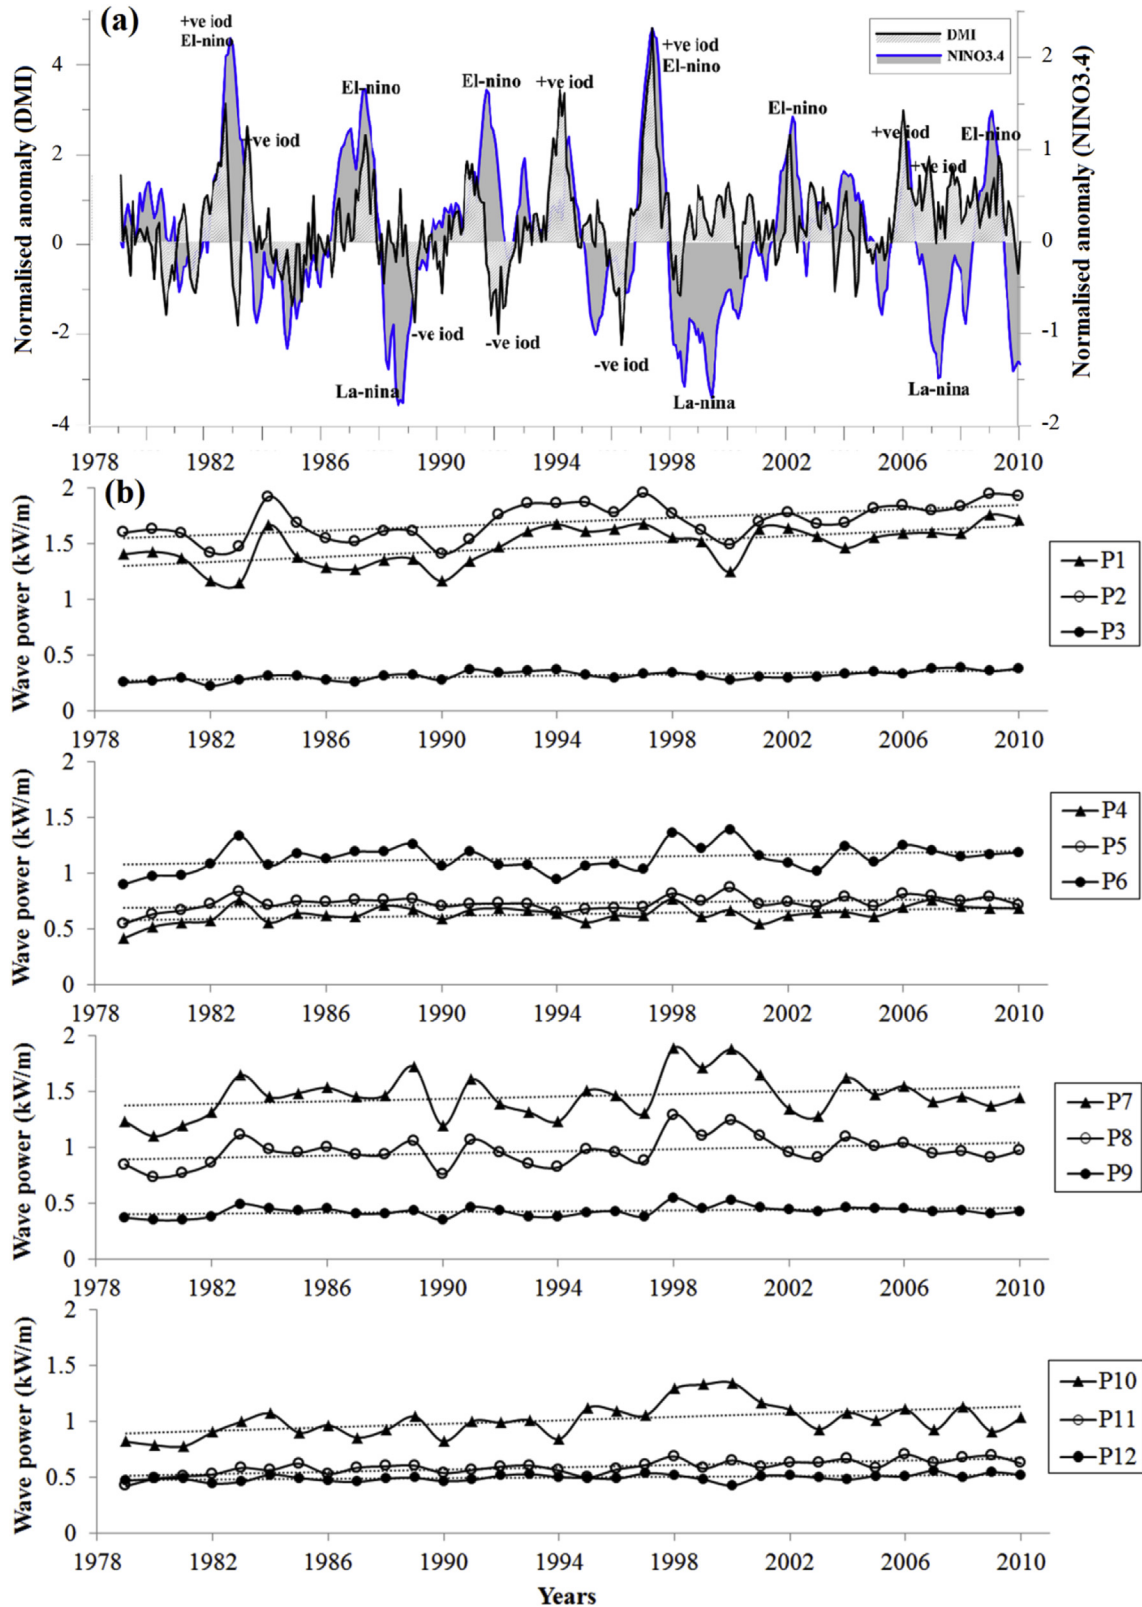 (a)
+ve iod
El-nino
+ve iod
El-nino
El-nino
+ve iod
+ve iod
El-nino
El-nino
+ve iod
+ve iod
El-nino
-ve iod
-ve iod
-ve iod
La-nina
La-nina
La-nina
DMI
NINO3.4
Normalised anomaly (DMI)
4
2
0
-2
-4
Normalised anomaly (NINO3.4)
2
1
0
-1
-2
1978 1982 1986 1990 1994 1998 2002 2006 2010
(b)
Wave power (kW/m)
2
1.5
1
0.5
0
P1
P2
P3
1978 1982 1986 1990 1994 1998 2002 2006 2010
Wave power (kW/m)
2
1.5
1
0.5
0
P4
P5
P6
1978 1982 1986 1990 1994 1998 2002 2006 2010
Wave power (kW/m)
2
1.5
1
0.5
0
P7
P8
P9
1978 1982 1986 1990 1994 1998 2002 2006 2010
Wave power (kW/m)
2
1.5
1
0.5
0
P10
P11
P12
1978 1982 1986 1990 1994 1998 2002 2006 2010
Years